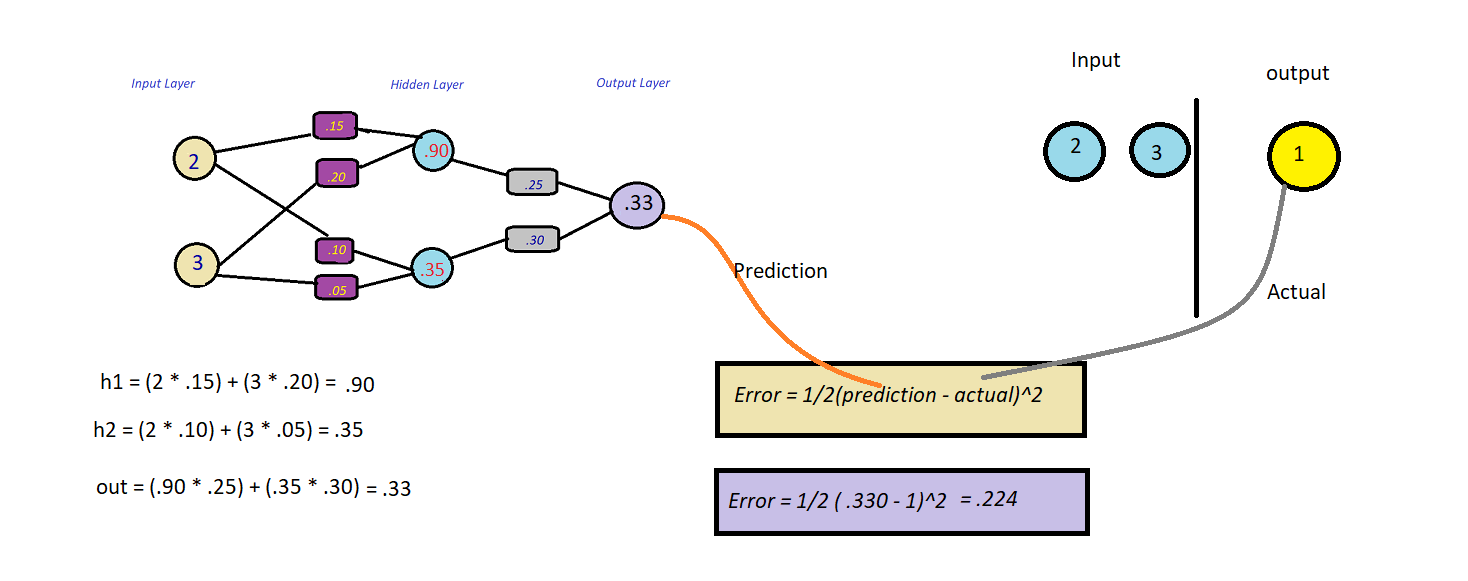 Input Layer
Hidden Layer
Output Layer
Input
output
.15
.20
.10
.05
2
3
.90
.35
.25
.30
.33
2
3
1
Prediction
Actual
h1 = (2 * .15) + (3 * .20) = .90
h2 = (2 * .10) + (3 * .05) = .35
out = (.90 * .25) + (.35 * .30) = .33
Error = 1/2(prediction - actual)^2
Error = 1/2 ( .330 - 1)^2 = .224